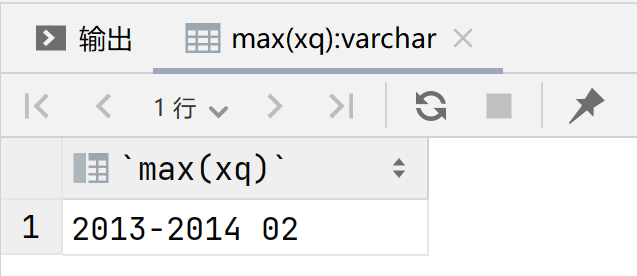 输出
max(xq):varchar
1 行
`max(xq)`
1 2013-2014 02